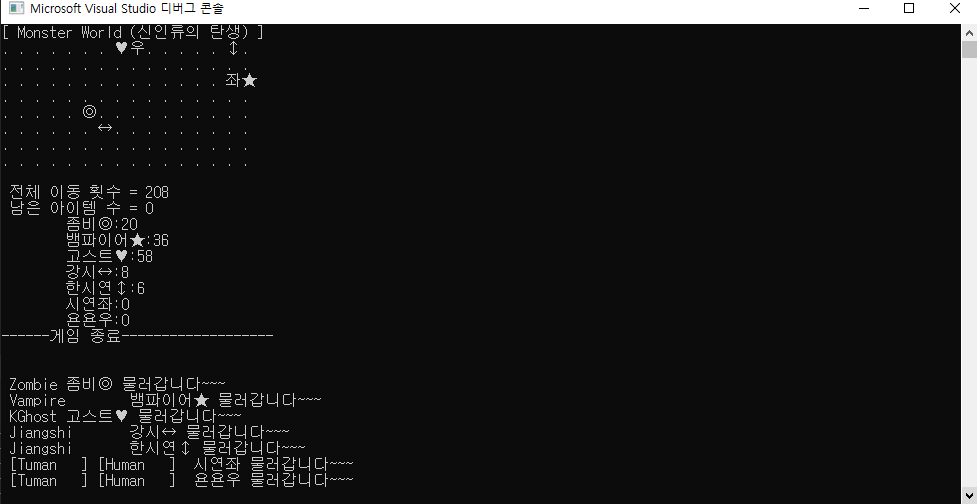 Microsoft Visual Studio 디버그 콘솔
[ Monster World (신인류의 탄생) ]
. . . . . . . ♥우. . . . . ↕.
. . . . . . . . . . . . . . . .
. . . . . . . . . . . . . . 좌★
. . . . . . . . . . . . . . . .
. . . . . ◎. . . . . . . . . .
. . . . . . ↔. . . . . . . . .
. . . . . . . . . . . . . . . .
. . . . . . . . . . . . . . . .
전체 이동 횟수 = 208
남은 아이템 수 = 0
좀비◎:20
뱀파이어★:36
고스트♥:58
강시↔:8
한시연↕:6
시연좌:0
욘욘우:0
------게임 종료-------------------
Zombie 좀비◎ 물러갑니다~~~
Vampire 뱀파이어★ 물러갑니다~~~
KGhost 고스트♥ 물러갑니다~~~
Jiangshi 강시↔ 물러갑니다~~~
Jiangshi 한시연↕ 물러갑니다~~~
[Tuman   ] [Human   ]  시연좌 물러갑니다~~~
[Tuman   ] [Human   ]  욘욘우 물러갑니다~~~